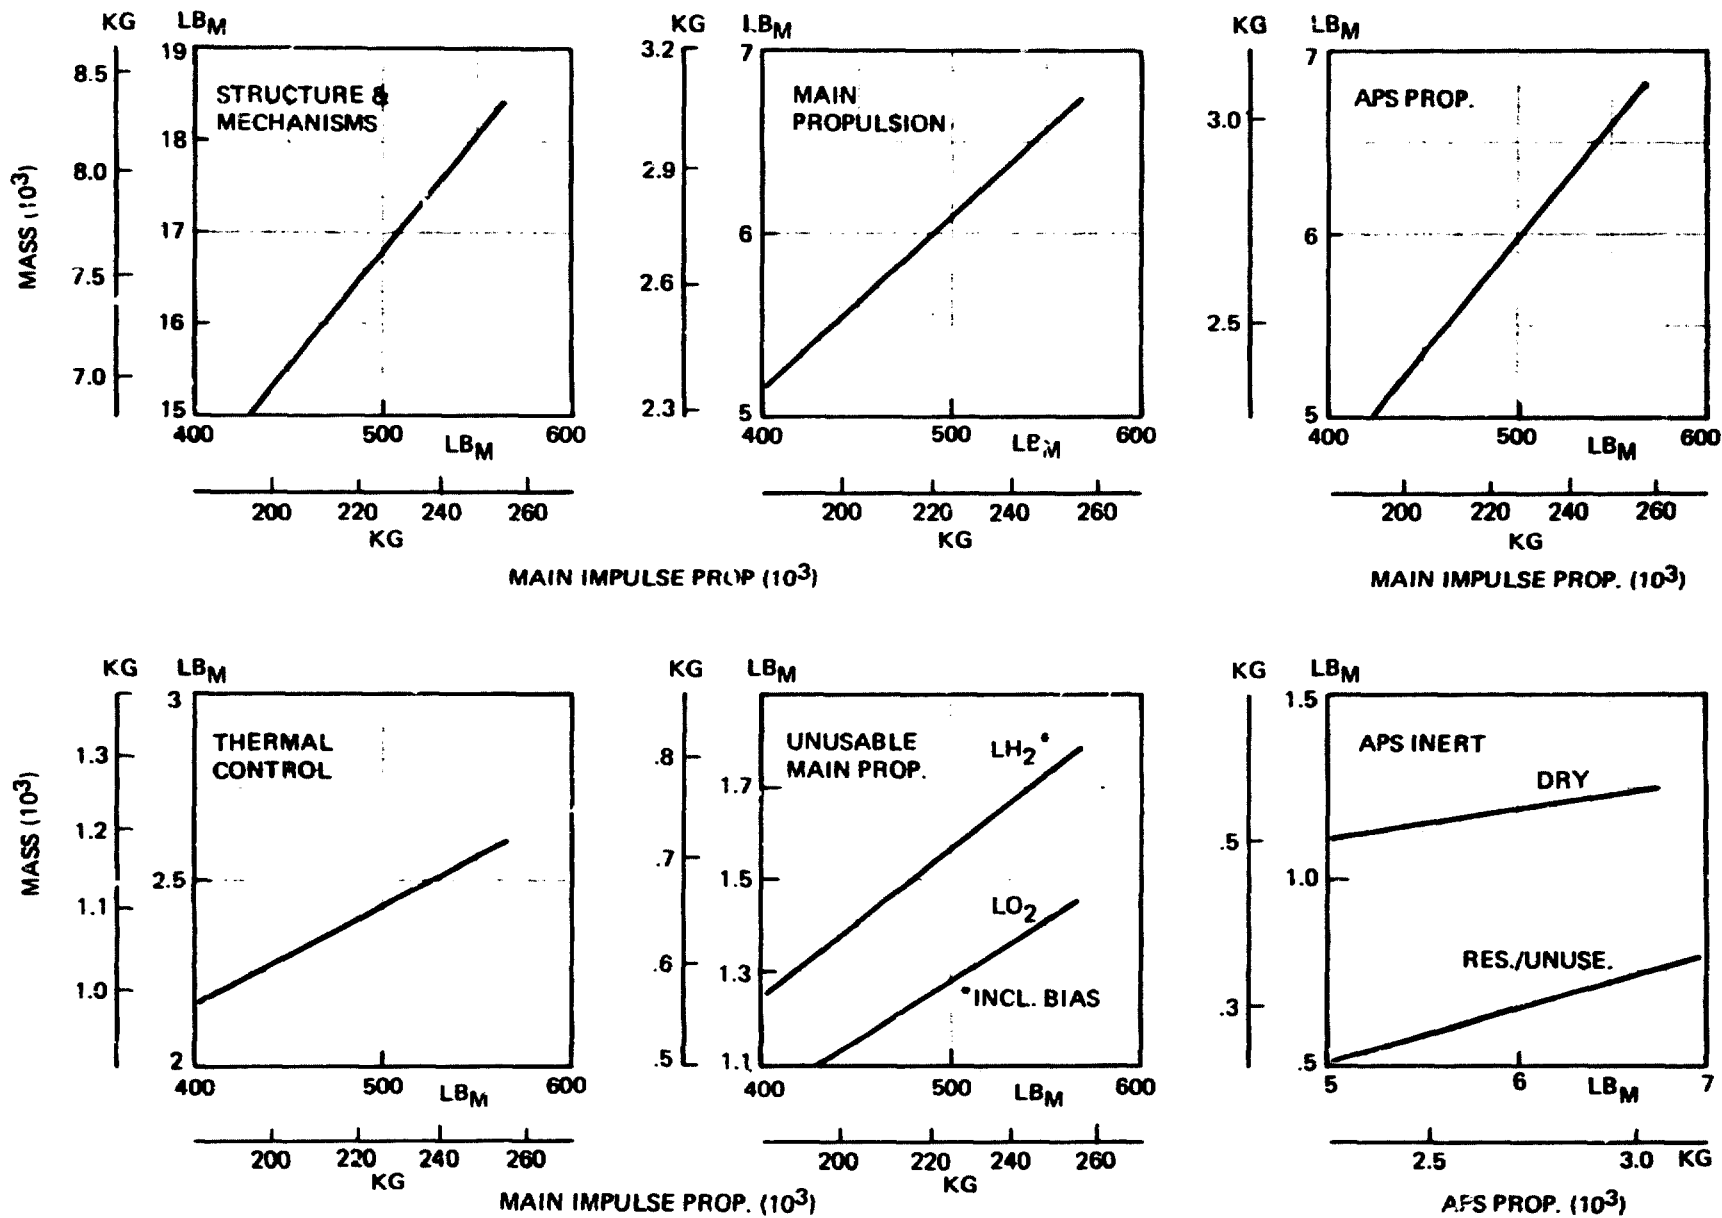 KG LBM KG LBM KG LBM
19 3.2 7 7
8.5
STRUCTURE & MECHANISMS
MAIN PROPULSION
APS PROP.
18 3.0
8.0 2.9
MASS (10³)
17 6 6
7.5 2.6
16 2.5
7.0
15 2.3 5 5
400 500 LBM 600
400 500 LBM 600
400 500 LBM 600
200 220 240 260
200 220 240 260
200 220 240 260
KG KG KG
MAIN IMPULSE PROP (10³)
MAIN IMPULSE PROP. (10³)
KG LBM KG LBM KG LBM
3 1.5
THERMAL
CONTROL
UNUSABLE
MAIN PROP.
LH2*
APS INERT
DRY
1.3 .8
1.7
MASS (10³)
1.2 .7 .5
2.5 1.5 1.0
1.1
LO2
RES./UNUSE.
1.0 .6 1.3 .3
*INCL. BIAS
2 .5 1.1 .5
400 500 LBM 600
400 500 LBM 600
5 6 LBM 7
200 220 240 260
200 220 240 260
2.5 3.0 KG
KG KG
MAIN IMPULSE PROP. (10³)
APS PROP. (10³)